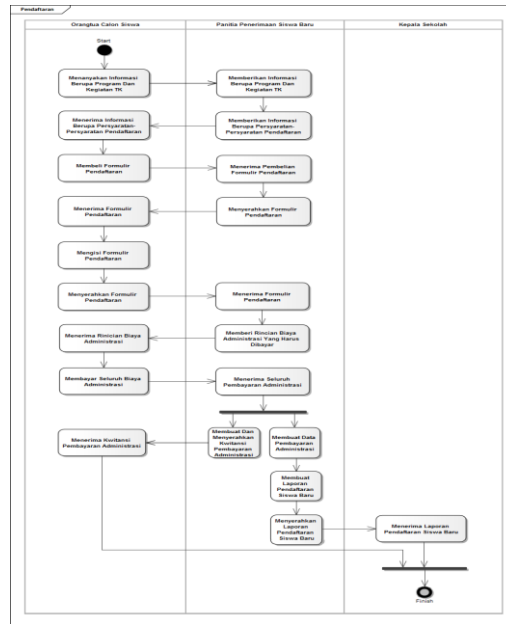 Pendaftaran
Orangtua Calon Siswa
Panitia Penerimaan Siswa Baru
Kepala Sekolah
Start
Menanyakan Informasi
Berupa Program Dan
Kegiatan TK
Memberikan Informasi
Berupa Program Dan
Kegiatan TK
Menerima Informasi
Berupa Persyaratan-
Persyaratan Pendaftaran
Memberikan Informasi
Berupa Persyaratan-
Persyaratan Pendaftaran
Membeli Formulir
Pendaftaran
Menerima Pembelian
Formulir Pendaftaran
Menerima Formulir
Pendaftaran
Menyerahkan Formulir
Pendaftaran
Mengisi Formulir
Pendaftaran
Menyerahkan Formulir
Pendaftaran
Menerima Formulir
Pendaftaran
Menerima Rinician Biaya
Administrasi
Memberi Rincian Biaya
Administrasi Yang Harus
Dibayar
Membayar Seluruh Biaya
Administrasi
Menerima Seluruh
Pembayaran Administrasi
Menerima Kwitansi
Pembayaran Administrasi
Membuat Dan
Menyerahkan
Kwitansi
Pembayaran
Administrasi
Membuat Data
Pembayaran
Administrasi
Membuat
Laporan
Pendaftaran
Siswa Baru
Menyerahkan
Laporan
Pendaftaran
Siswa Baru
Menerima Laporan
Pendaftaran Siswa Baru
Finish